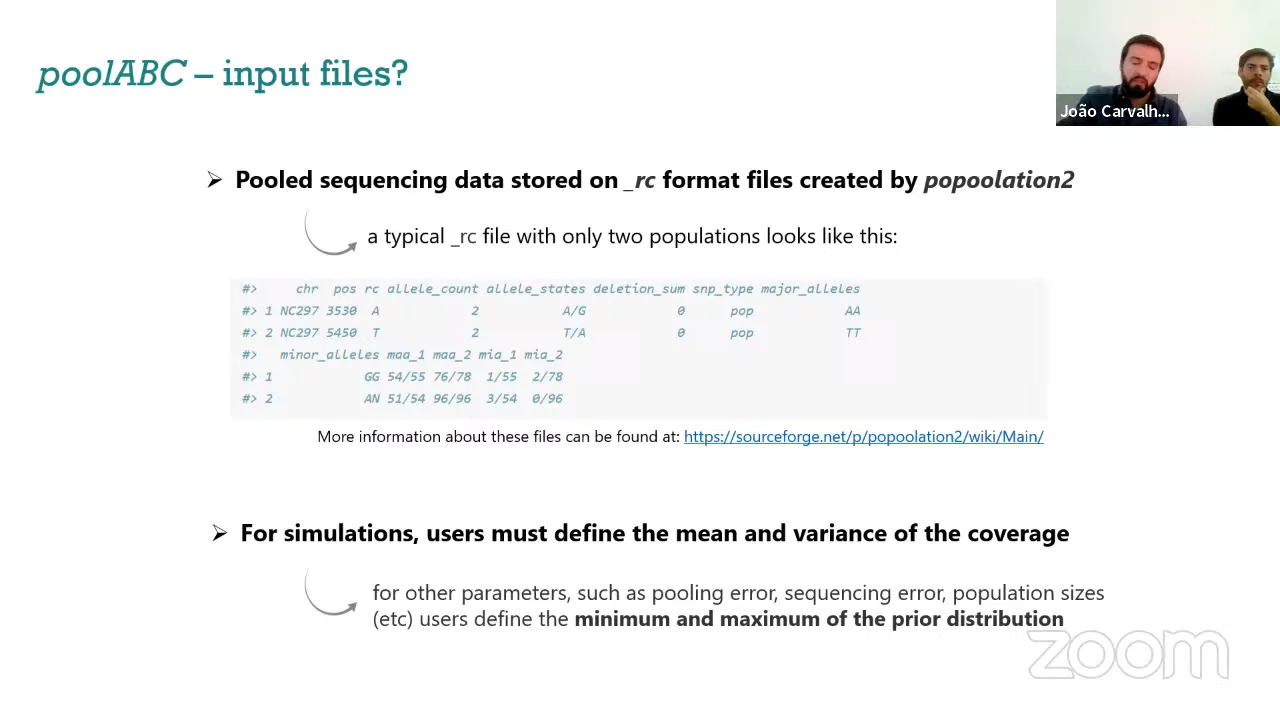 poolABC – input files?
João Carvalh...
➢ Pooled sequencing data stored on _rc format files created by popoolation2
a typical _rc file with only two populations looks like this:
#> chr pos rc allele_count allele_states deletion_sum snp_type major_alleles
#> 1 NC297 3530 A 2 A/G 0 pop AA
#> 2 NC297 5450 T 2 T/A 0 pop TT
#> minor_alleles maa_1 maa_2 mia_1 mia_2
#> 1 GG 54/55 76/78 1/55 2/78
#> 2 AN 51/54 96/96 3/54 0/96
More information about these files can be found at: https://sourceforge.net/p/popoolation2/wiki/Main/
➢ For simulations, users must define the mean and variance of the coverage
for other parameters, such as pooling error, sequencing error, population sizes
(etc) users define the minimum and maximum of the prior distribution
zoom